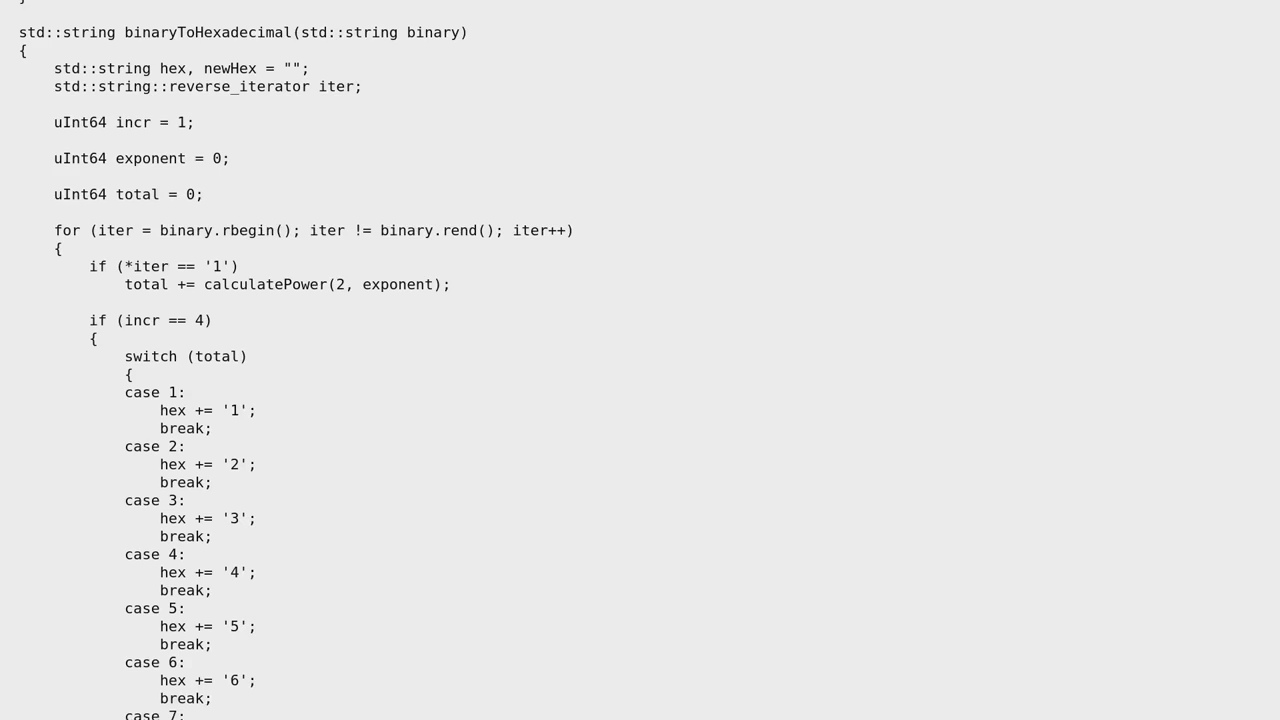 }
std::string binaryToHexadecimal(std::string binary)
{
    std::string hex, newHex = "";
    std::string::reverse_iterator iter;

    uInt64 incr = 1;

    uInt64 exponent = 0;

    uInt64 total = 0;

    for (iter = binary.rbegin(); iter != binary.rend(); iter++)
    {
        if (*iter == '1')
            total += calculatePower(2, exponent);

        if (incr == 4)
        {
            switch (total)
            {
            case 1:
                hex += '1';
                break;
            case 2:
                hex += '2';
                break;
            case 3:
                hex += '3';
                break;
            case 4:
                hex += '4';
                break;
            case 5:
                hex += '5';
                break;
            case 6:
                hex += '6';
                break;
            case 7: